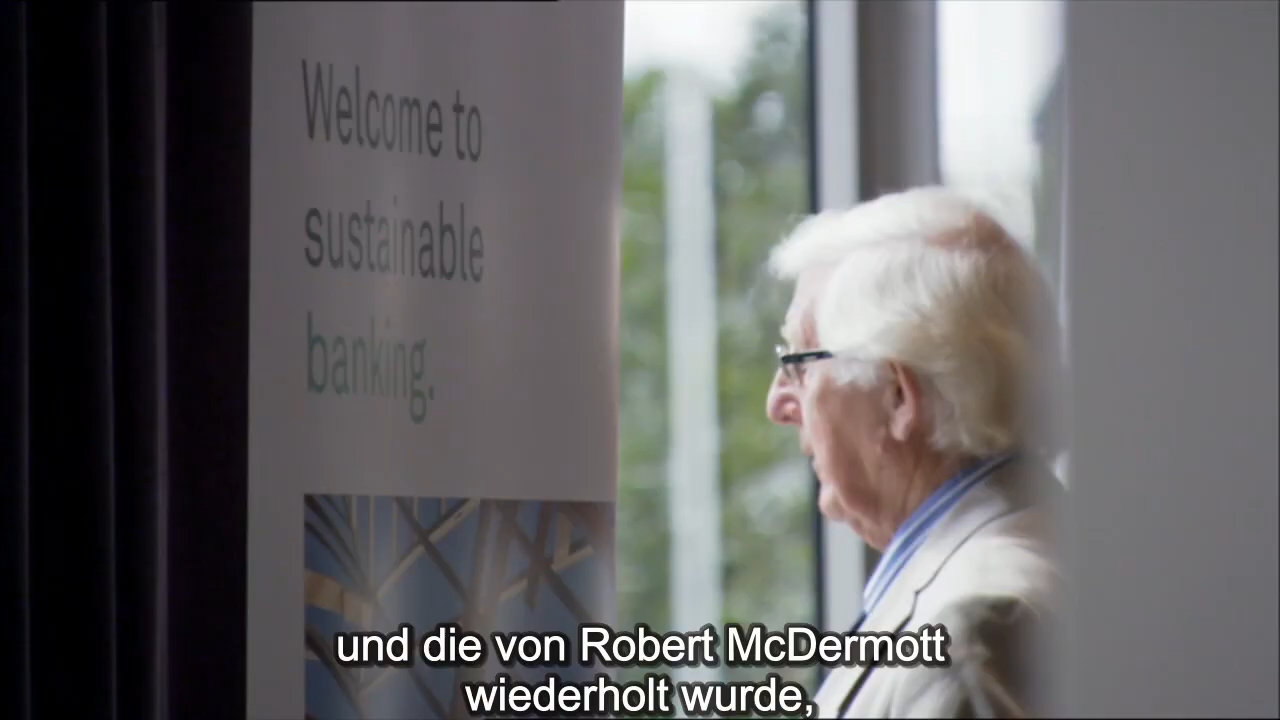 Welcome to
sustainable
banking.
und die von Robert McDermott
wiederholt wurde,